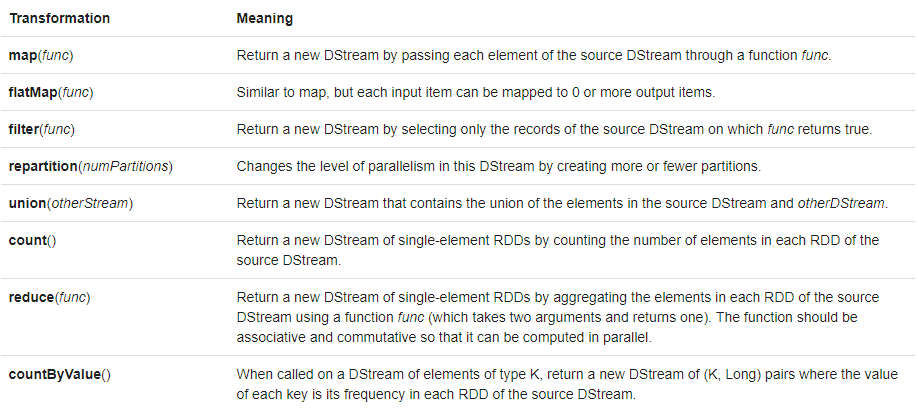 Transformation Meaning
map(func) Return a new DStream by passing each element of the source DStream through a function func.
flatMap(func) Similar to map, but each input item can be mapped to 0 or more output items.
filter(func) Return a new DStream by selecting only the records of the source DStream on which func returns true.
repartition(numPartitions) Changes the level of parallelism in this DStream by creating more or fewer partitions.
union(otherStream) Return a new DStream that contains the union of the elements in the source DStream and otherDStream.
count() Return a new DStream of single-element RDDs by counting the number of elements in each RDD of the
source DStream.
reduce(func) Return a new DStream of single-element RDDs by aggregating the elements in each RDD of the source
DStream using a function func (which takes two arguments and returns one). The function should be
associative and commutative so that it can be computed in parallel.
countByValue() When called on a DStream of elements of type K, return a new DStream of (K, Long) pairs where the value
of each key is its frequency in each RDD of the source DStream.